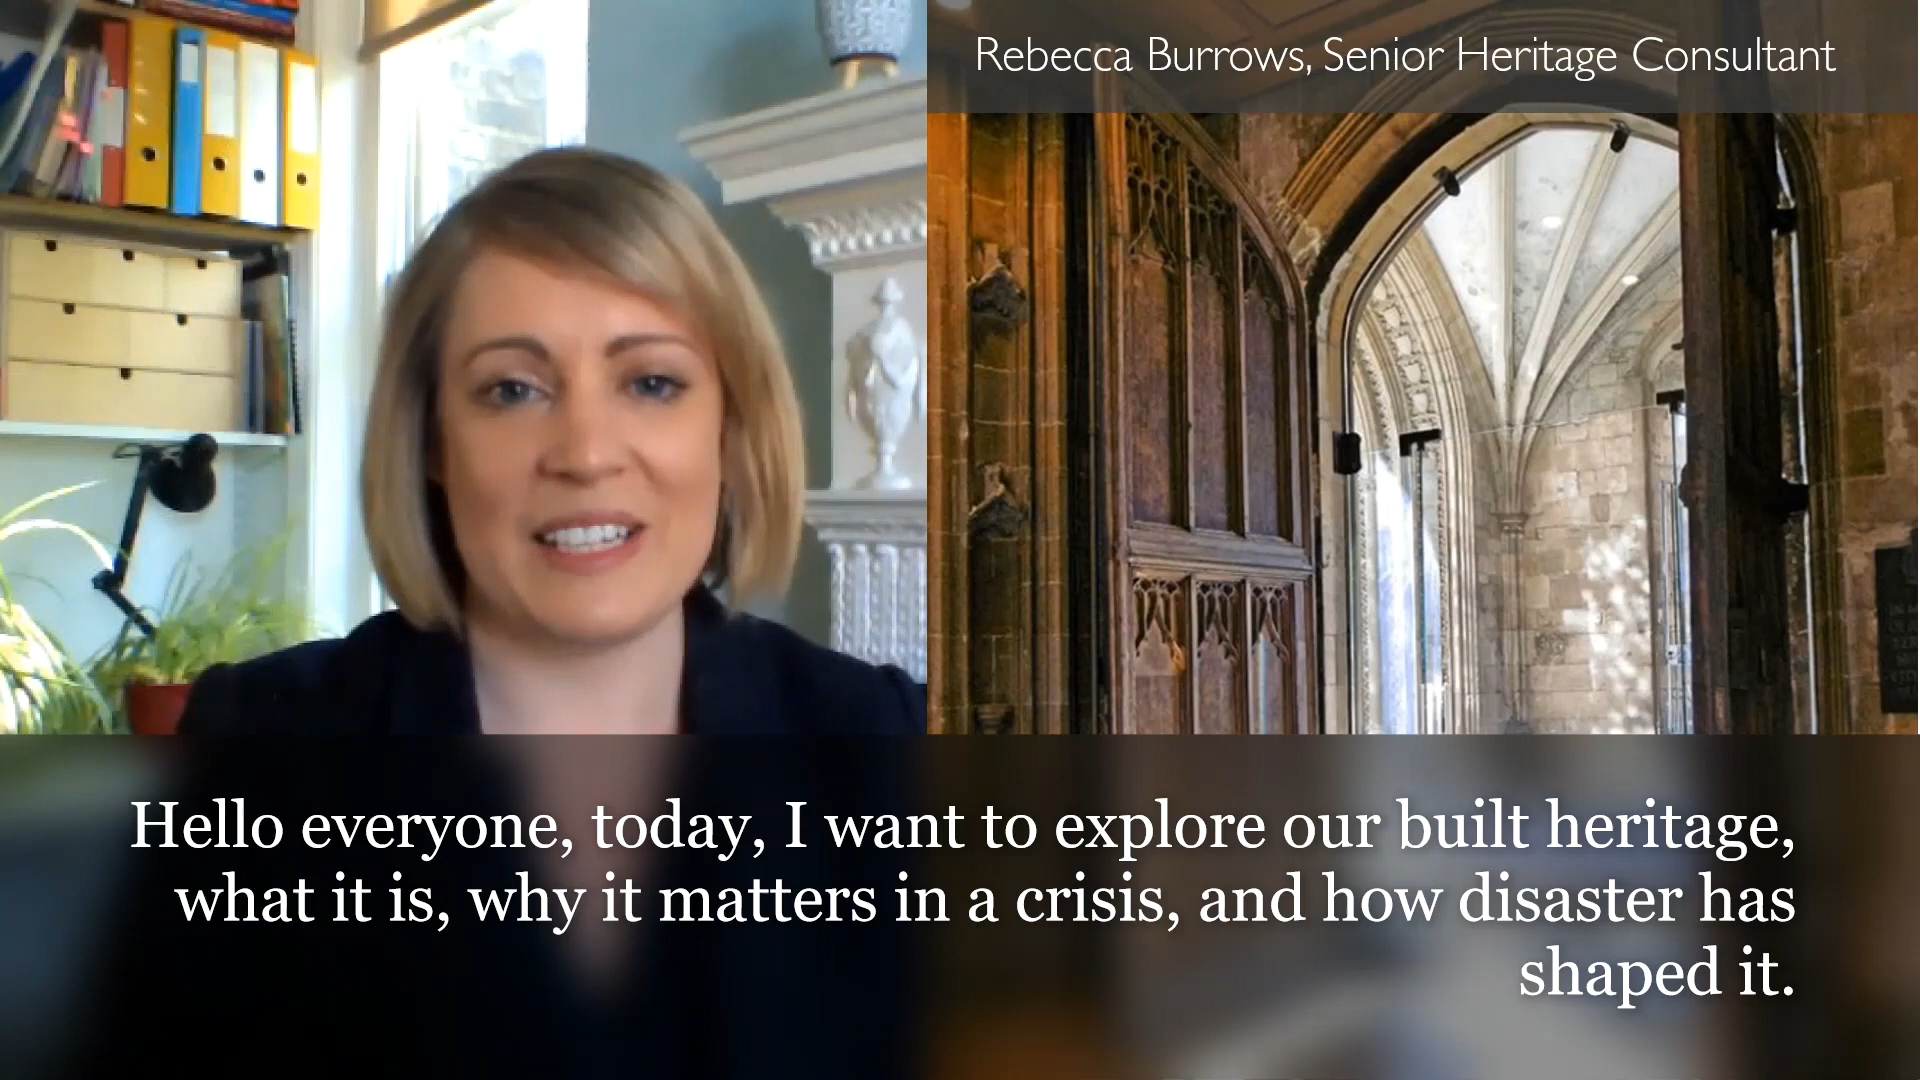 Rebecca Burrows, Senior Heritage Consultant
Hello everyone, today, I want to explore our built heritage,
what it is, why it matters in a crisis, and how disaster has
shaped it.